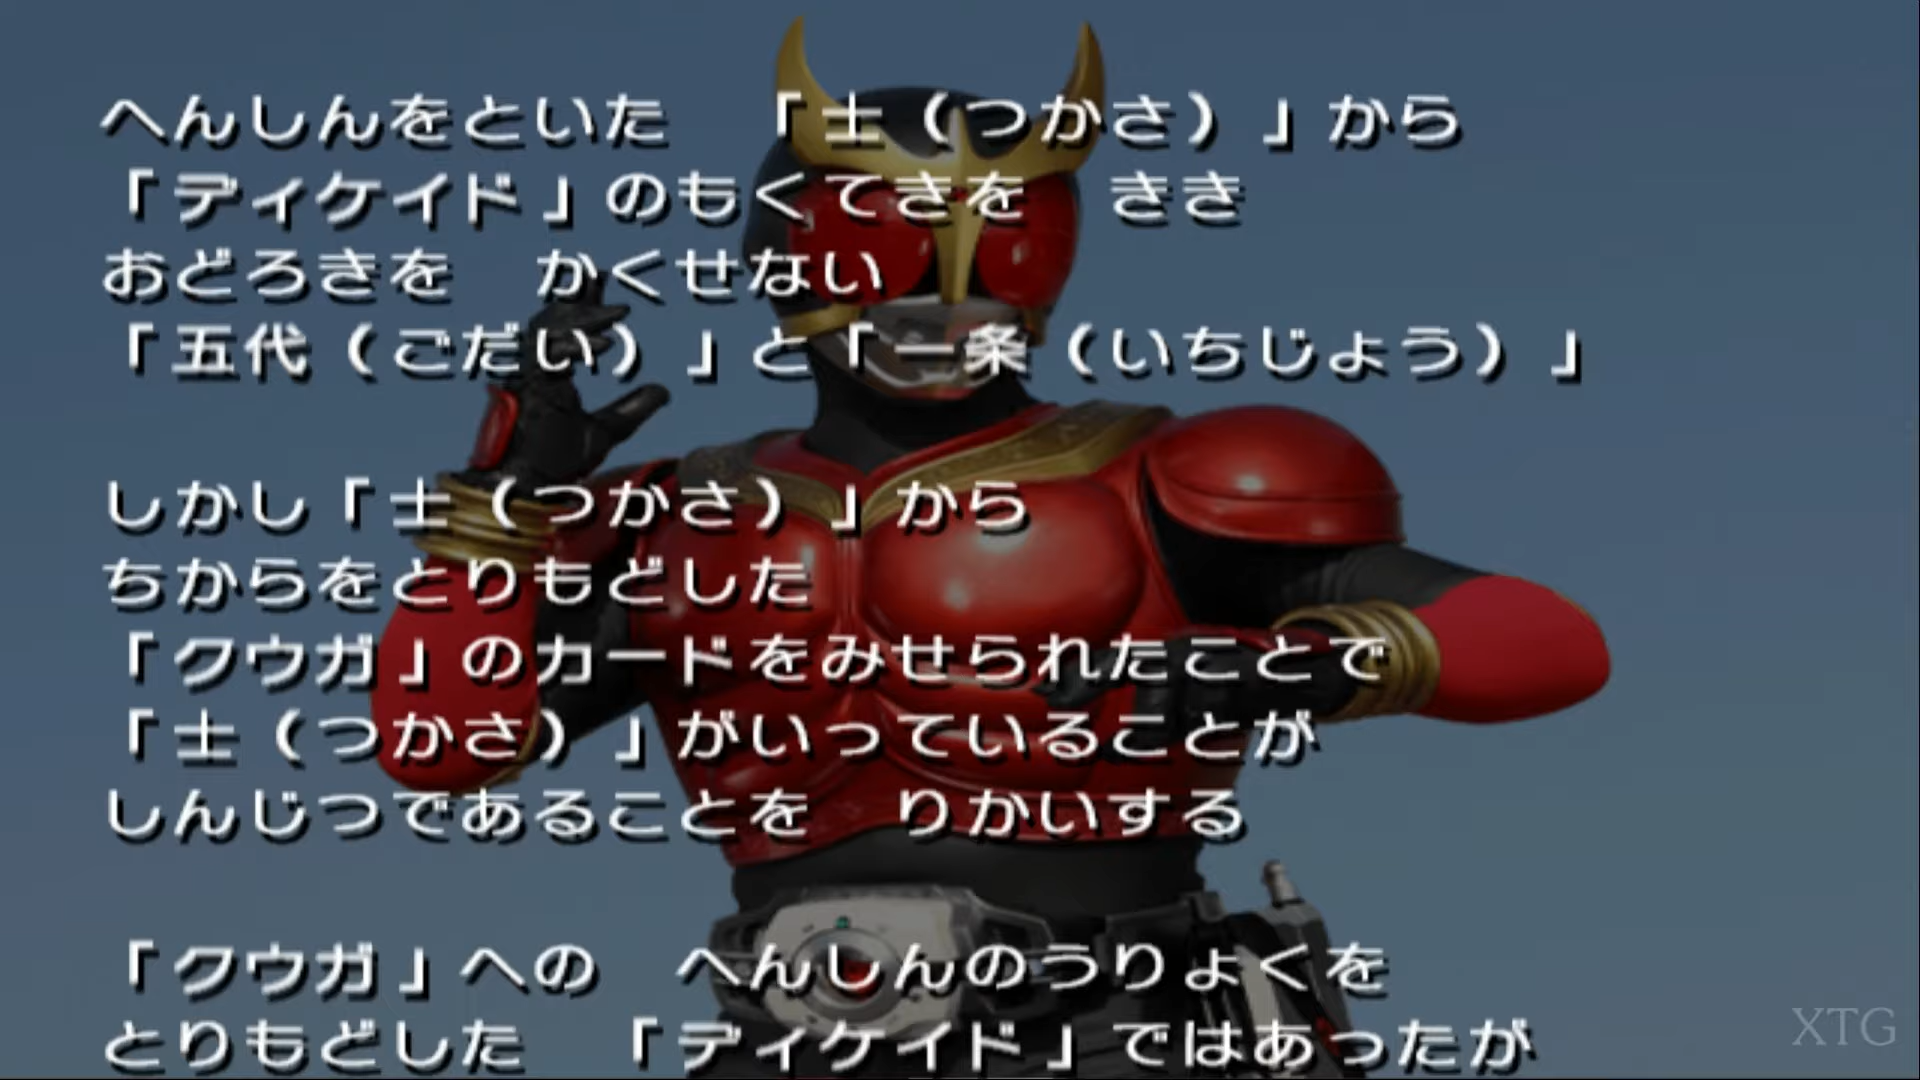 へんしんをといた　「士（つかさ）」から
「ディケイド」のもくてきを　きき
おどろきを　かくせない
「五代（ごだい）」と「一条（いちじょう）」
しかし「士（つかさ）」から
ちからをとりもどした
「クウガ」のカードをみせられたことで
「士（つかさ）」がいっていることが
しんじつであることを　りかいする
「クウガ」への　へんしんのうりょくを
とりもどした　「ディケイド」ではあったが
XTG